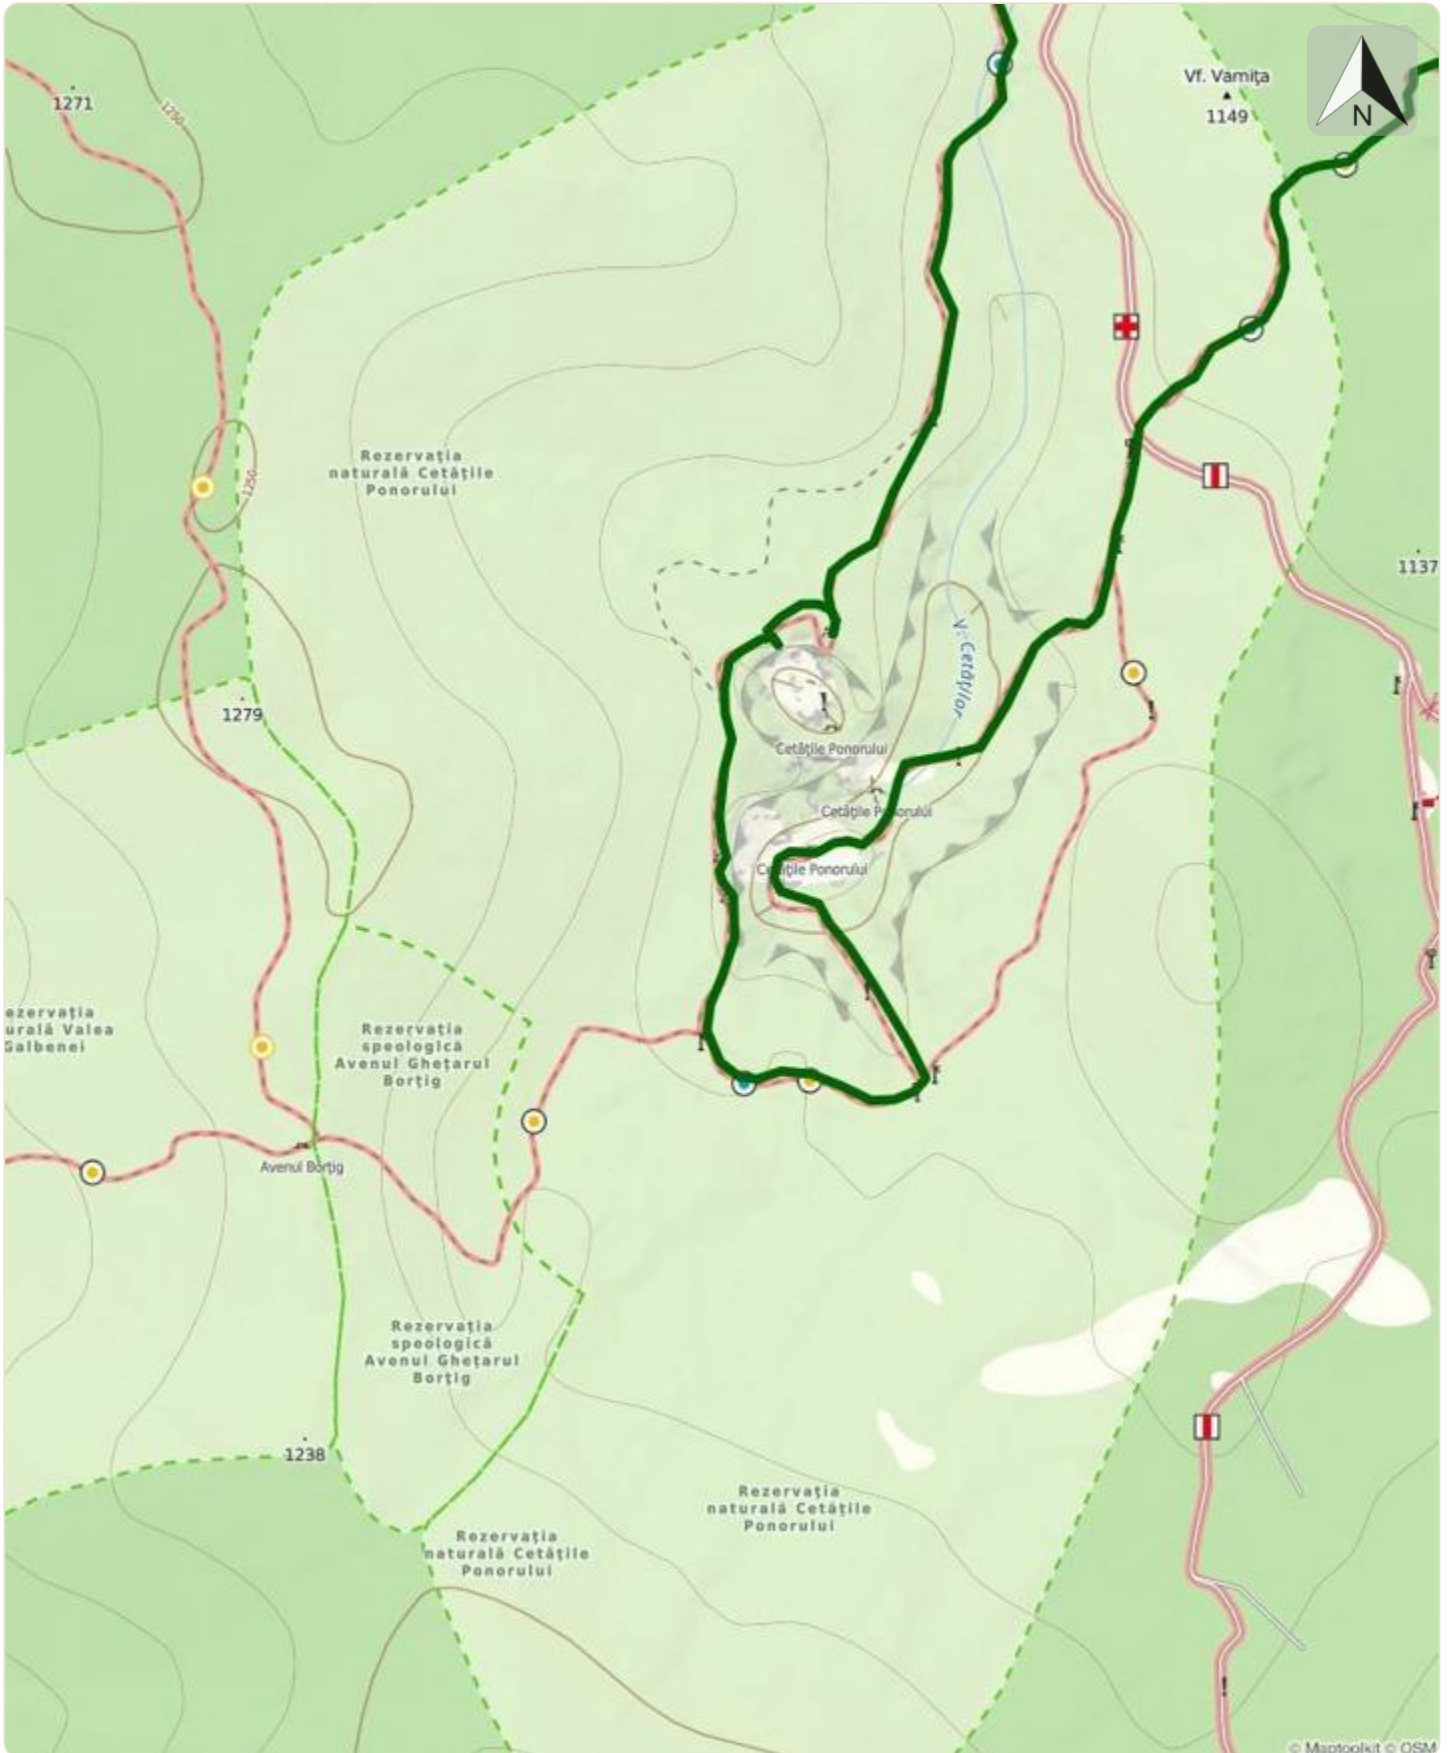 Vf. Varnița
1149
N
1271
1250
1137
Rezervația
naturală Cetățile
Ponorului
1250
V. Cetăților
1279
Cetățile Ponorului
Cetățile Ponorului
Cetățile Ponorului
ezervația
urală Valea
Galbenei
Rezervația
speologică
Avenul Ghețarul
Borțig
Avenul Borțig
Rezervația
speologică
Avenul Ghețarul
Borțig
1238
Rezervația
naturală Cetățile
Ponorului
Rezervația
naturală Cetățile
Ponorului
© Maptoolkit © OSM